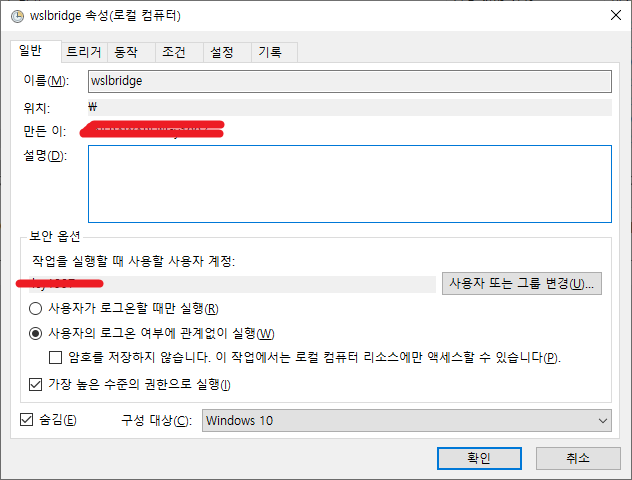 wslbridge 속성(로컬 컴퓨터)
일반 트리거 동작 조건 설정 기록
이름(M): wslbridge
위치: \
만든 이:
설명(D):
보안 옵션
작업을 실행할 때 사용할 사용자 계정:
사용자 또는 그룹 변경(U)...
사용자가 로그온할 때만 실행(R)
사용자의 로그온 여부에 관계없이 실행(W)
암호를 저장하지 않습니다. 이 작업에서는 로컬 컴퓨터 리소스에만 액세스할 수 있습니다(P).
가장 높은 수준의 권한으로 실행(I)
숨김(E) 구성 대상(C): Windows 10
확인 취소